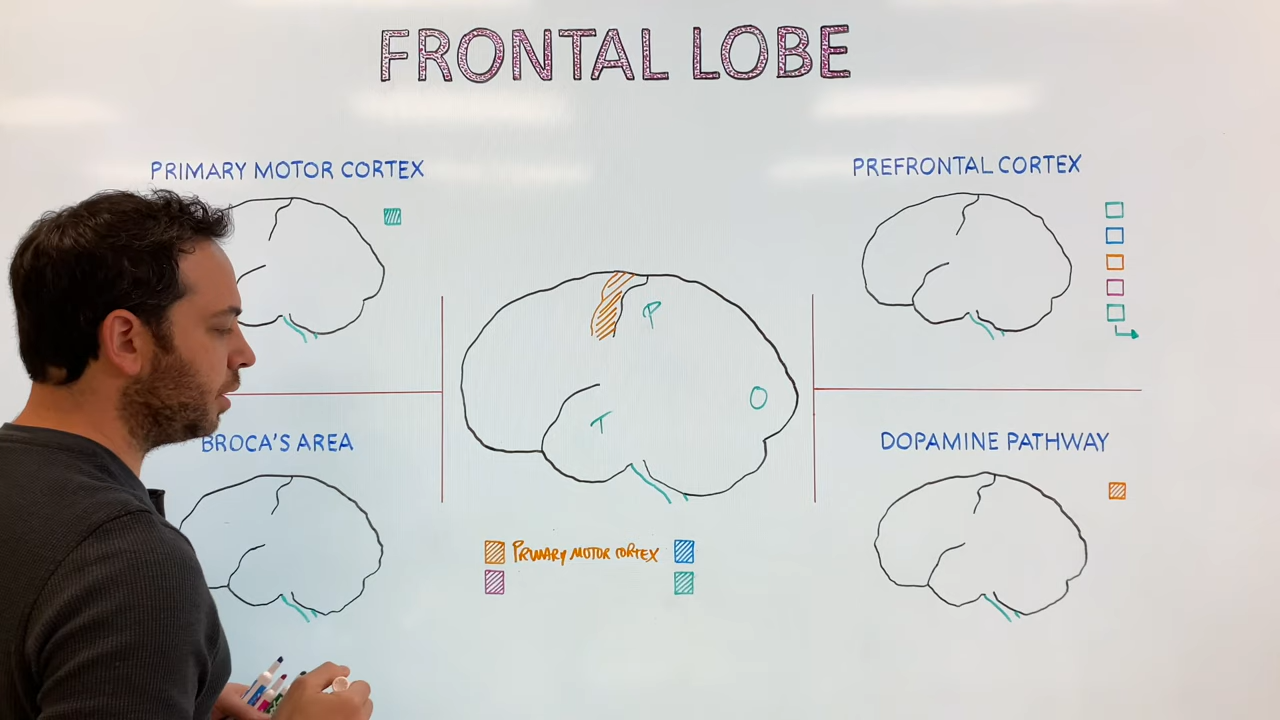 FRONTAL LOBE
PRIMARY MOTOR CORTEX
PREFRONTAL CORTEX
P
O
T
BROCA'S AREA
DOPAMINE PATHWAY
PRIMARY MOTOR CORTEX